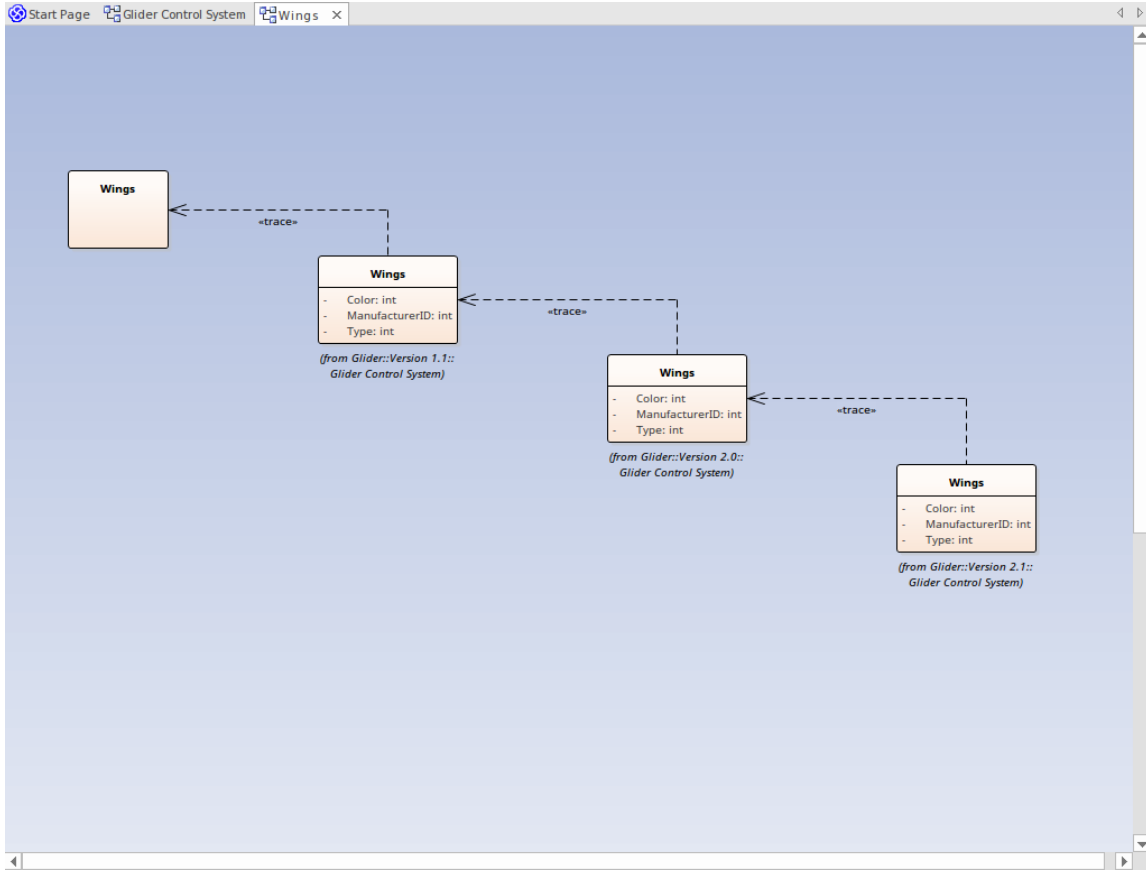 Start Page Glider Control System Wings
Wings
«trace»
Wings
- Color: int
- ManufacturerID: int
- Type: int
(from Glider::Version 1.1::
Glider Control System)
«trace»
Wings
- Color: int
- ManufacturerID: int
- Type: int
(from Glider::Version 2.0::
Glider Control System)
«trace»
Wings
- Color: int
- ManufacturerID: int
- Type: int
(from Glider::Version 2.1::
Glider Control System)